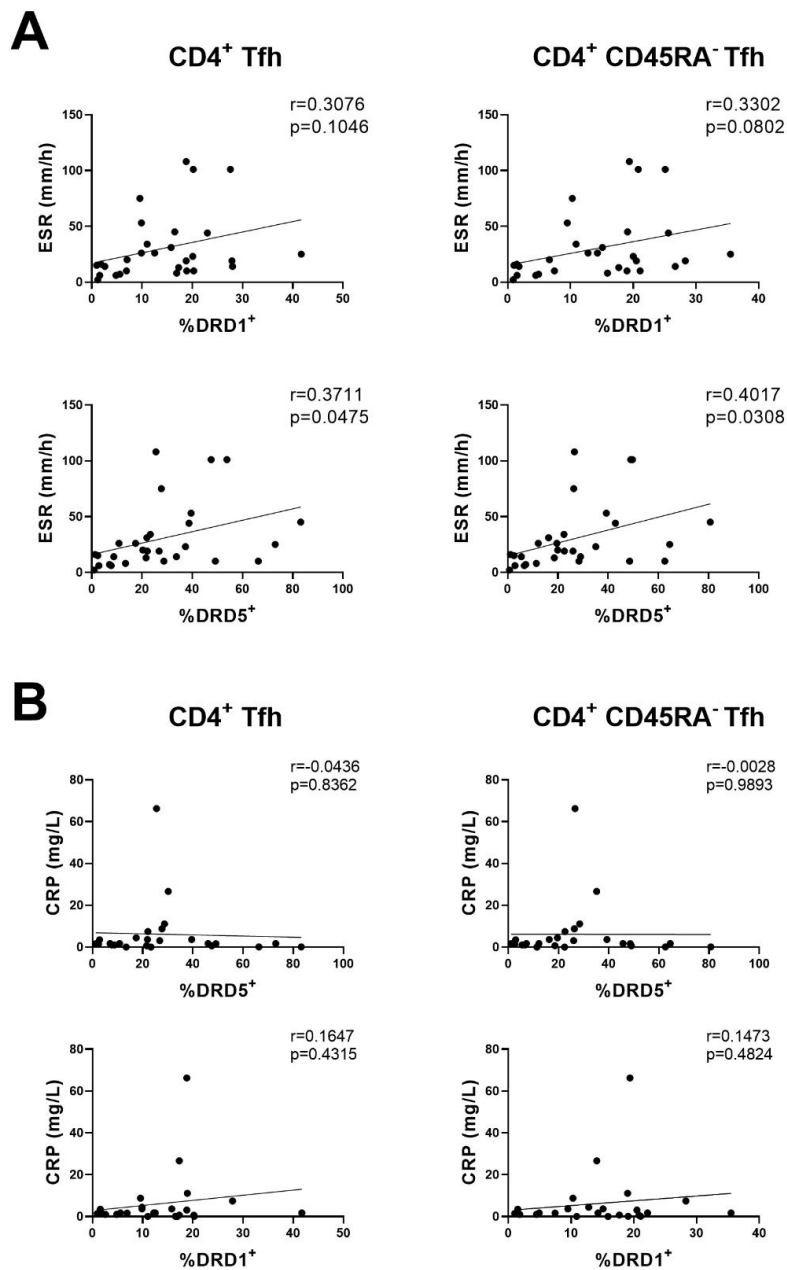 A
CD4⁺ Tfh
CD4⁺ CD45RA⁻ Tfh
r=0.3076
p=0.1046
ESR (mm/h)
150
100
50
0
0 10 20 30 40 50
%DRD1⁺
r=0.3302
p=0.0802
ESR (mm/h)
150
100
50
0
0 10 20 30 40
%DRD1⁺
r=0.3711
p=0.0475
ESR (mm/h)
150
100
50
0
0 20 40 60 80 100
%DRD5⁺
r=0.4017
p=0.0308
ESR (mm/h)
150
100
50
0
0 20 40 60 80 100
%DRD5⁺
B
CD4⁺ Tfh
CD4⁺ CD45RA⁻ Tfh
r=-0.0436
p=0.8362
CRP (mg/L)
80
60
40
20
0
0 20 40 60 80 100
%DRD5⁺
r=-0.0028
p=0.9893
CRP (mg/L)
80
60
40
20
0
0 20 40 60 80 100
%DRD5⁺
r=0.1647
p=0.4315
CRP (mg/L)
80
60
40
20
0
0 10 20 30 40 50
%DRD1⁺
r=0.1473
p=0.4824
CRP (mg/L)
80
60
40
20
0
0 10 20 30 40
%DRD1⁺